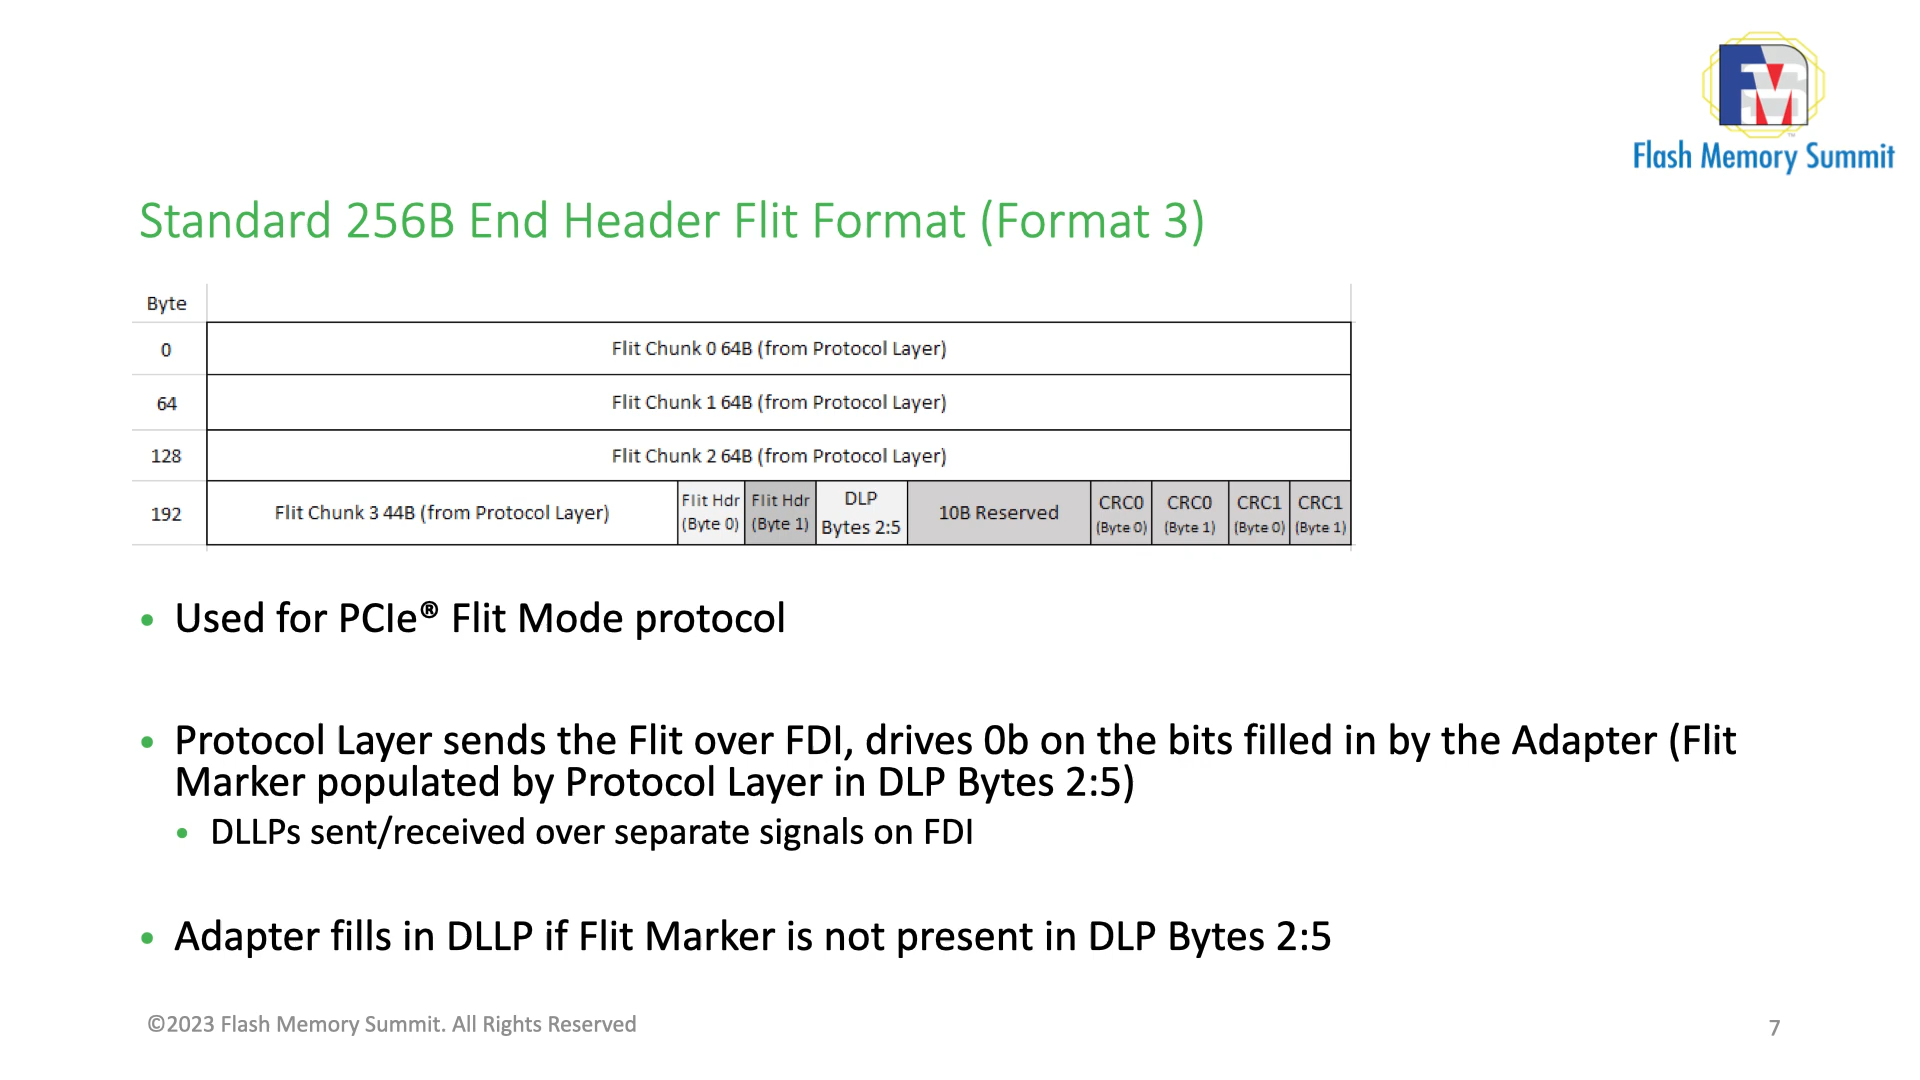 Flash Memory Summit
Standard 256B End Header Flit Format (Format 3)
Byte
0
Flit Chunk 0 64B (from Protocol Layer)
64
Flit Chunk 1 64B (from Protocol Layer)
128
Flit Chunk 2 64B (from Protocol Layer)
192
Flit Chunk 3 44B (from Protocol Layer)
Flit Hdr
(Byte 0)
Flit Hdr
(Byte 1)
DLP
Bytes 2:5
10B Reserved
CRC0
(Byte 0)
CRC0
(Byte 1)
CRC1
(Byte 0)
CRC1
(Byte 1)
• Used for PCIe® Flit Mode protocol
• Protocol Layer sends the Flit over FDI, drives 0b on the bits filled in by the Adapter (Flit
Marker populated by Protocol Layer in DLP Bytes 2:5)
• DLLPs sent/received over separate signals on FDI
• Adapter fills in DLLP if Flit Marker is not present in DLP Bytes 2:5
©2023 Flash Memory Summit. All Rights Reserved
7